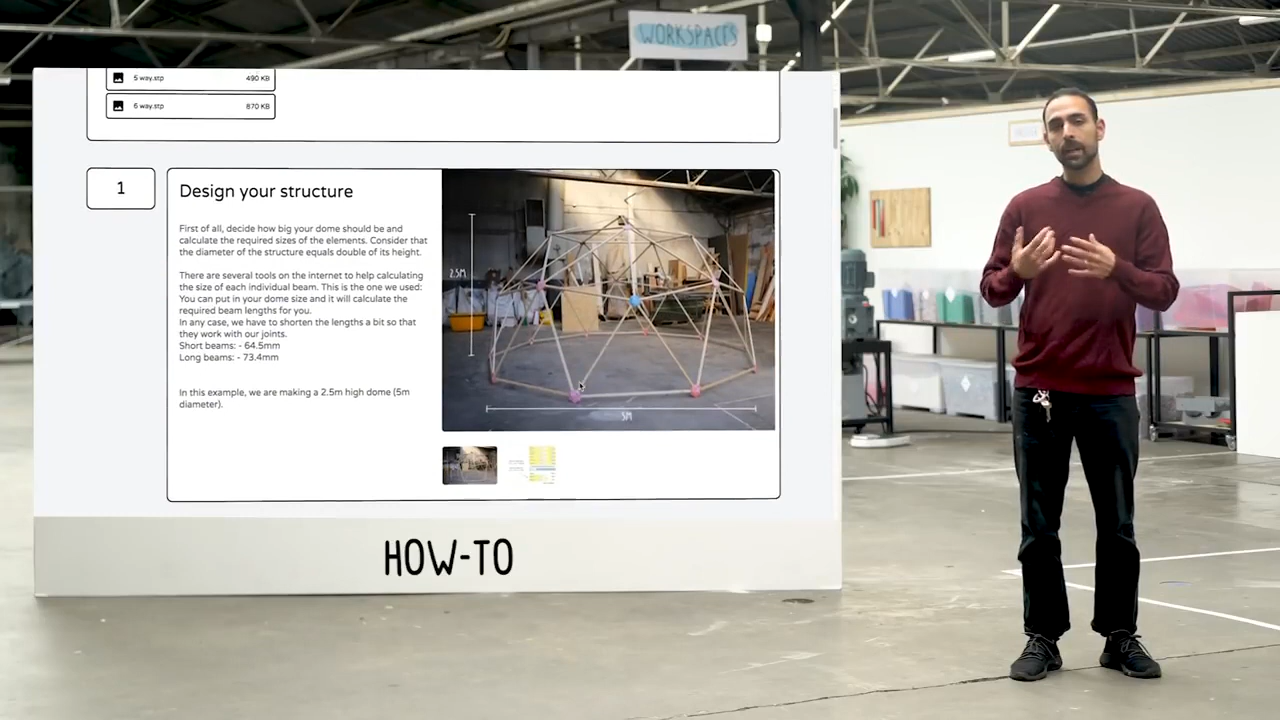 WORKSPACES
5 way.stp 490 KB
6 way.stp 870 KB
1
Design your structure
First of all, decide how big your dome should be and
calculate the required sizes of the elements. Consider that
the diameter of the structure equals double of its height.
There are several tools on the internet to help calculating
the size of each individual beam. This is the one we used:
You can put in your dome size and it will calculate the
required beam lengths for you.
In any case, we have to shorten the lengths a bit so that
they work with our joints.
Short beams: - 64.5mm
Long beams: - 73.4mm
In this example, we are making a 2.5m high dome (5m
diameter).
2.5M
5M
HOW-TO